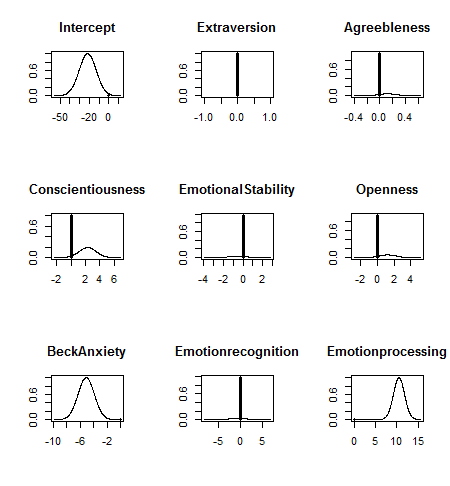 Intercept Extraversion Agreebleness
0.0 0.6 0.0 0.6 0.0 0.6
-50 -20 0 -1.0 0.0 1.0 -0.4 0.0 0.4
Conscientiousness EmotionalStability Openness
0.0 0.6 0.0 0.6 0.0 0.6
-2 0 2 4 6 -4 -2 0 2 -2 0 2 4
BeckAnxiety Emotionrecognition Emotionprocessing
0.0 0.6 0.0 0.6 0.0 0.6
-10 -6 -2 -5 0 5 0 5 10 15